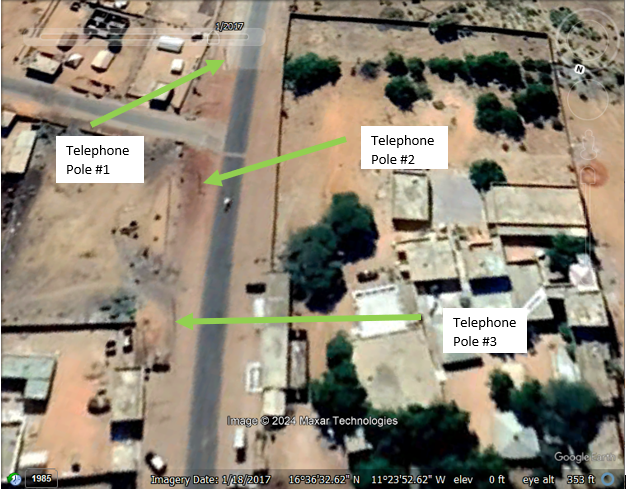 1/2017
N
Telephone
Pole #1
Telephone
Pole #2
Telephone
Pole #3
Image © 2024 Maxar Technologies
Google Earth
1985
Imagery Date: 1/18/2017 16°36'32.62" N 11°23'52.62" W elev 0 ft eye alt 353 ft